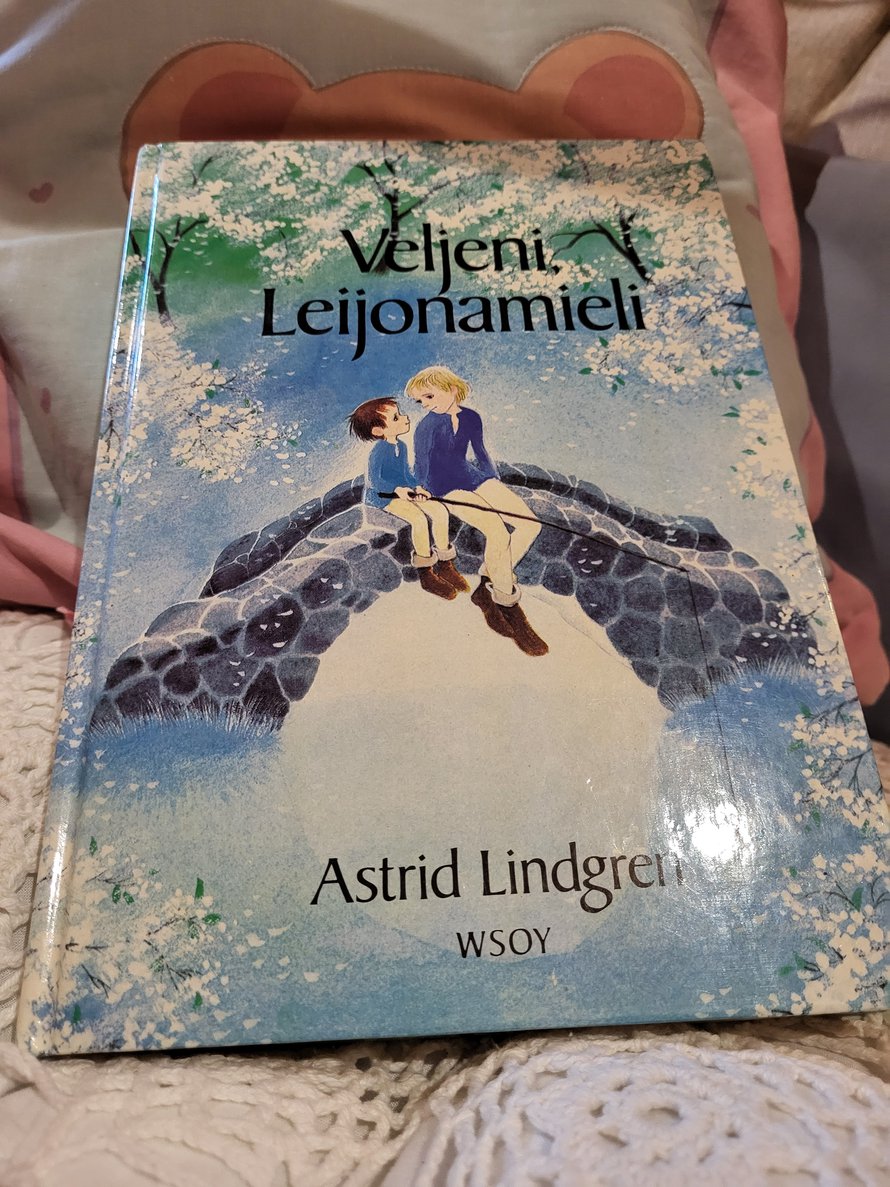 Veljeni,
Leijonamieli
Astrid Lindgren
WSOY